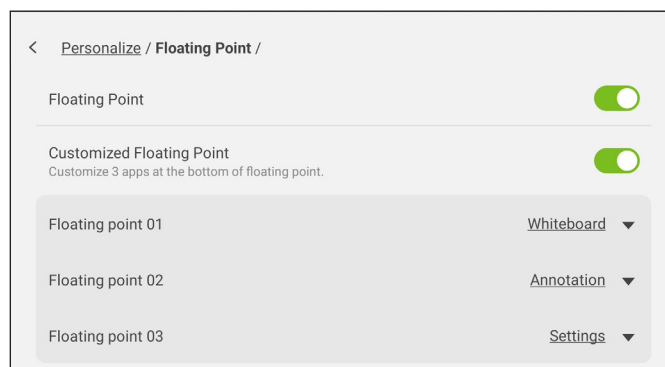 Personalize / Floating Point /
Floating Point
Customized Floating Point
Customize 3 apps at the bottom of floating point.
Floating point 01 Whiteboard
Floating point 02 Annotation
Floating point 03 Settings